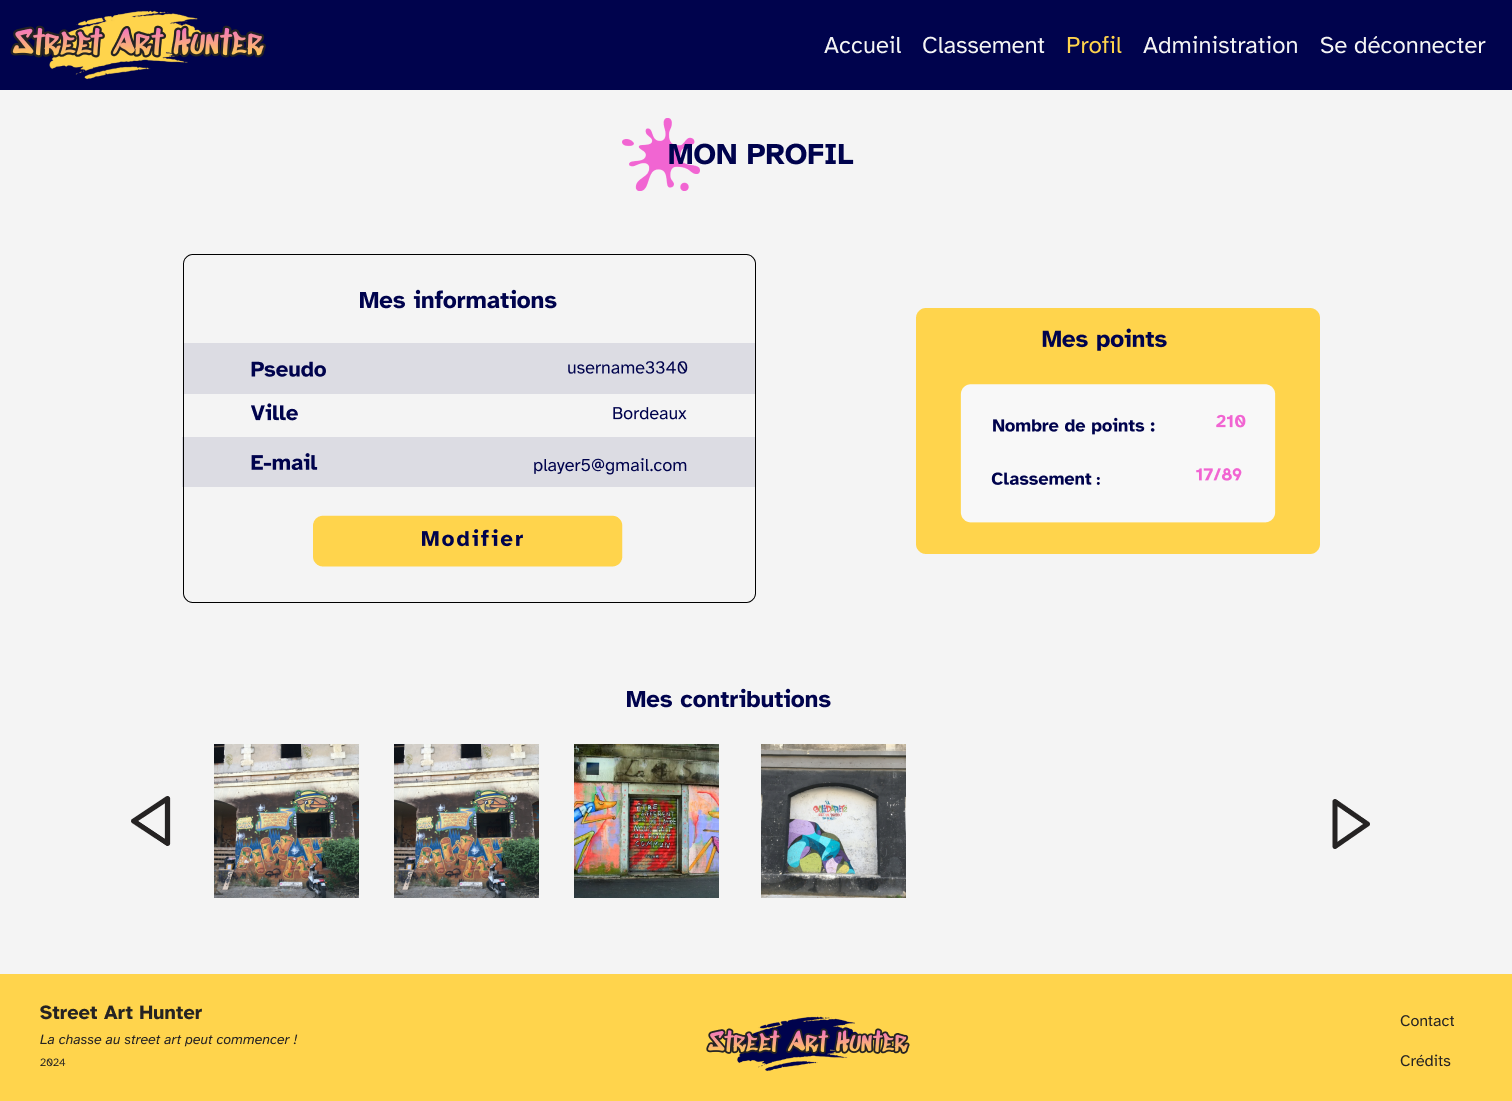 STREET ART HUNTER
Accueil Classement Profil Administration Se déconnecter
MON PROFIL
Mes informations
Pseudo username3340
Ville Bordeaux
E-mail player5@gmail.com
Modifier
Mes points
Nombre de points : 210
Classement : 17/89
Mes contributions
Street Art Hunter
La chasse au street art peut commencer !
2024
STREET ART HUNTER
Contact
Crédits